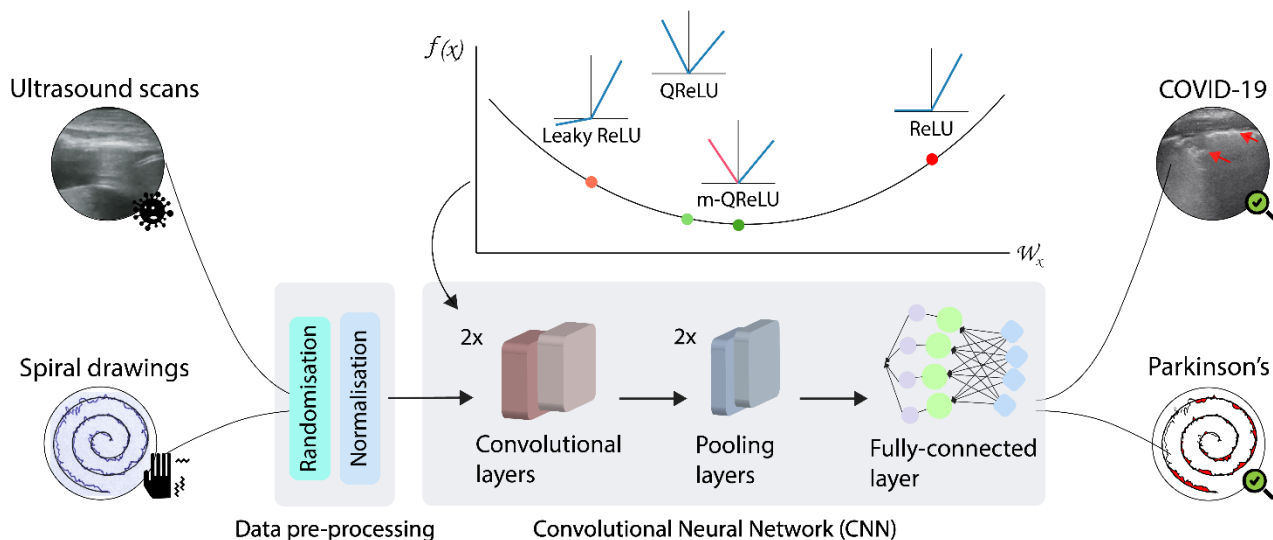 f(x)
QReLU
Leaky ReLU
ReLU
m-QReLU
𝓌ₓ
Ultrasound scans
COVID-19
Spiral drawings
Randomisation
Normalisation
2x
2x
Convolutional
layers
Pooling
layers
Fully-connected
layer
Parkinson's
Data pre-processing
Convolutional Neural Network (CNN)